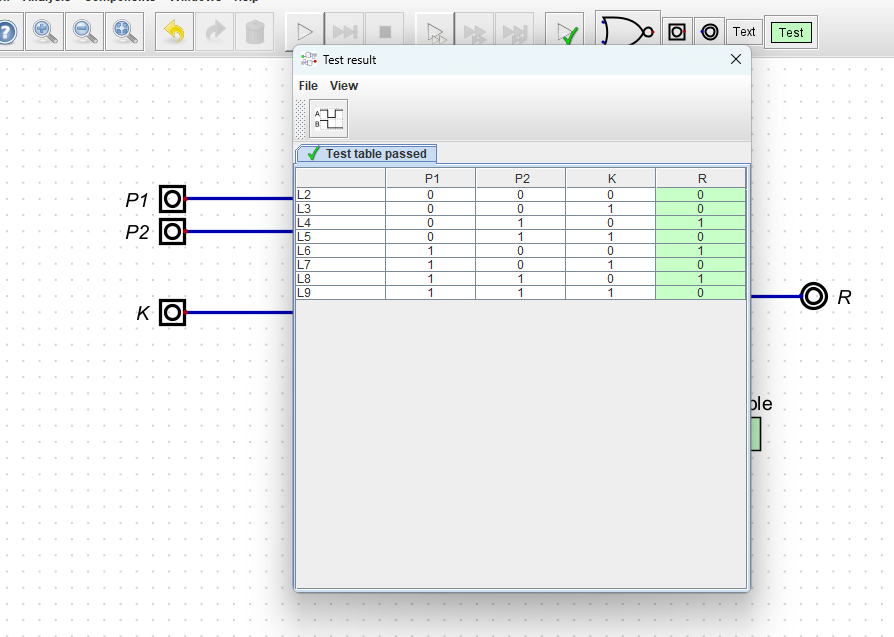 Text
Test
Test result
File View
A
B
Test table passed
P1 P2 K R
L2 0 0 0 0
L3 0 0 1 0
L4 0 1 0 1
L5 0 1 1 0
L6 1 0 0 1
L7 1 0 1 0
L8 1 1 0 1
L9 1 1 1 0
P1
P2
K
R